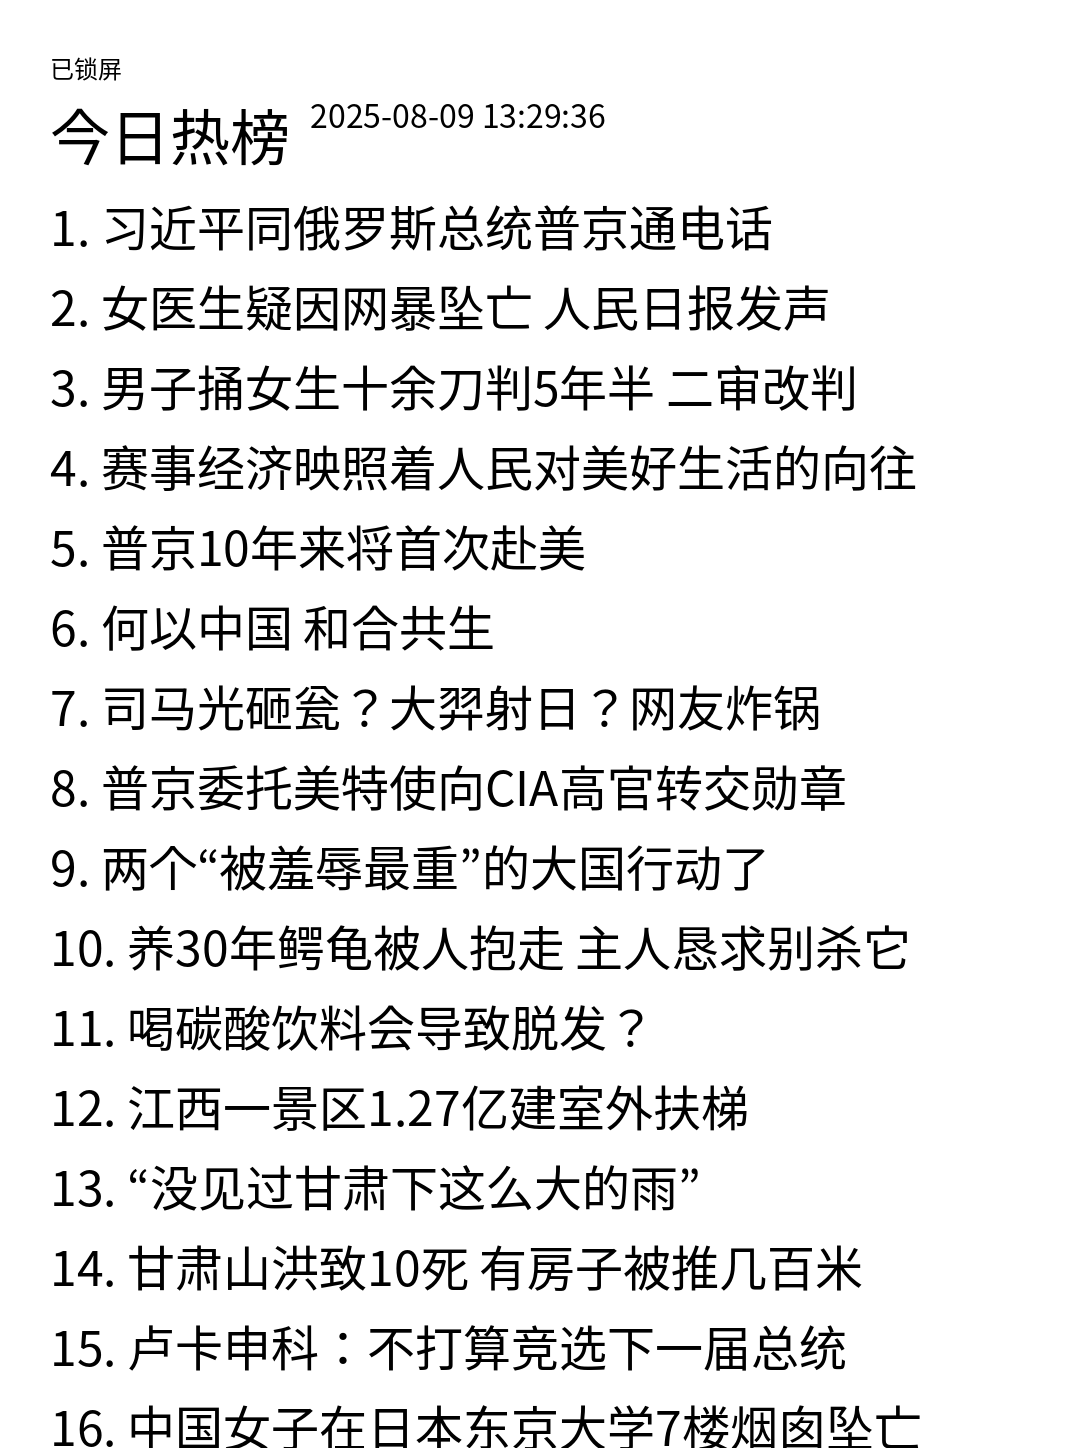 已锁屏
今日热榜 2025-08-09 13:29:36
1. 习近平同俄罗斯总统普京通电话
2. 女医生疑因网暴坠亡 人民日报发声
3. 男子捅女生十余刀判5年半 二审改判
4. 赛事经济映照着人民对美好生活的向往
5. 普京10年来将首次赴美
6. 何以中国 和合共生
7. 司马光砸瓮？大羿射日？网友炸锅
8. 普京委托美特使向CIA高官转交勋章
9. 两个“被羞辱最重”的大国行动了
10. 养30年鳄龟被人抱走 主人恳求别杀它
11. 喝碳酸饮料会导致脱发？
12. 江西一景区1.27亿建室外扶梯
13. “没见过甘肃下这么大的雨”
14. 甘肃山洪致10死 有房子被推几百米
15. 卢卡申科：不打算竞选下一届总统
16. 中国女子在日本东京大学7楼烟囱坠亡